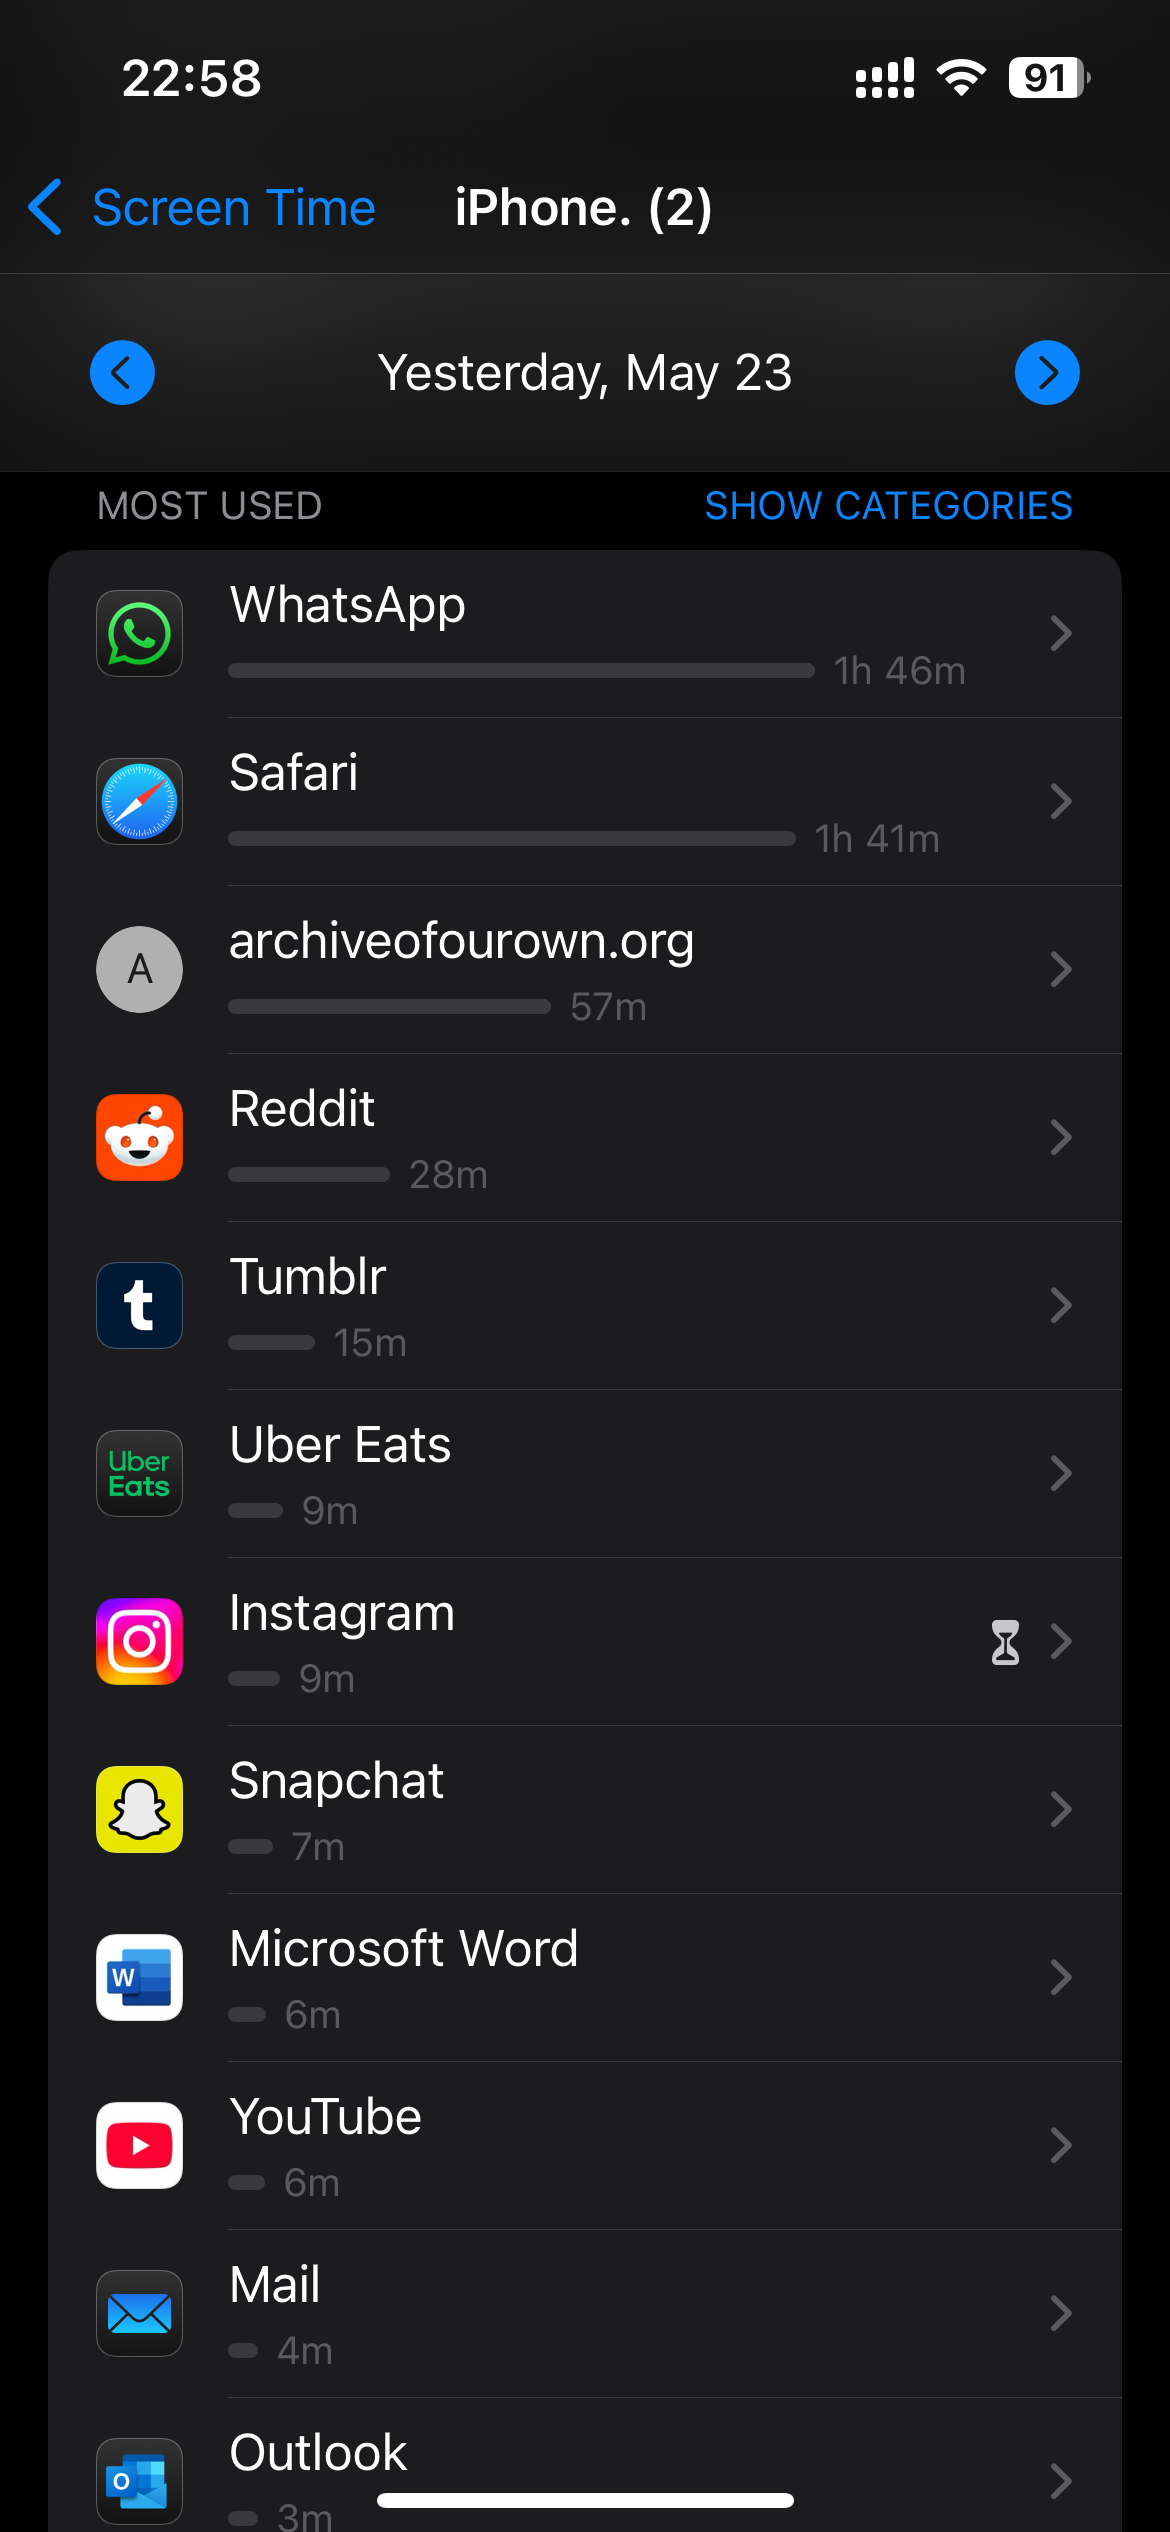 22:58
91
Screen Time
iPhone. (2)
Yesterday, May 23
MOST USED
SHOW CATEGORIES
WhatsApp
1h 46m
Safari
1h 41m
A
archiveofourown.org
57m
Reddit
28m
t
Tumblr
15m
Uber
Eats
Uber Eats
9m
Instagram
9m
Snapchat
7m
W
Microsoft Word
6m
YouTube
6m
Mail
4m
O
Outlook
3m